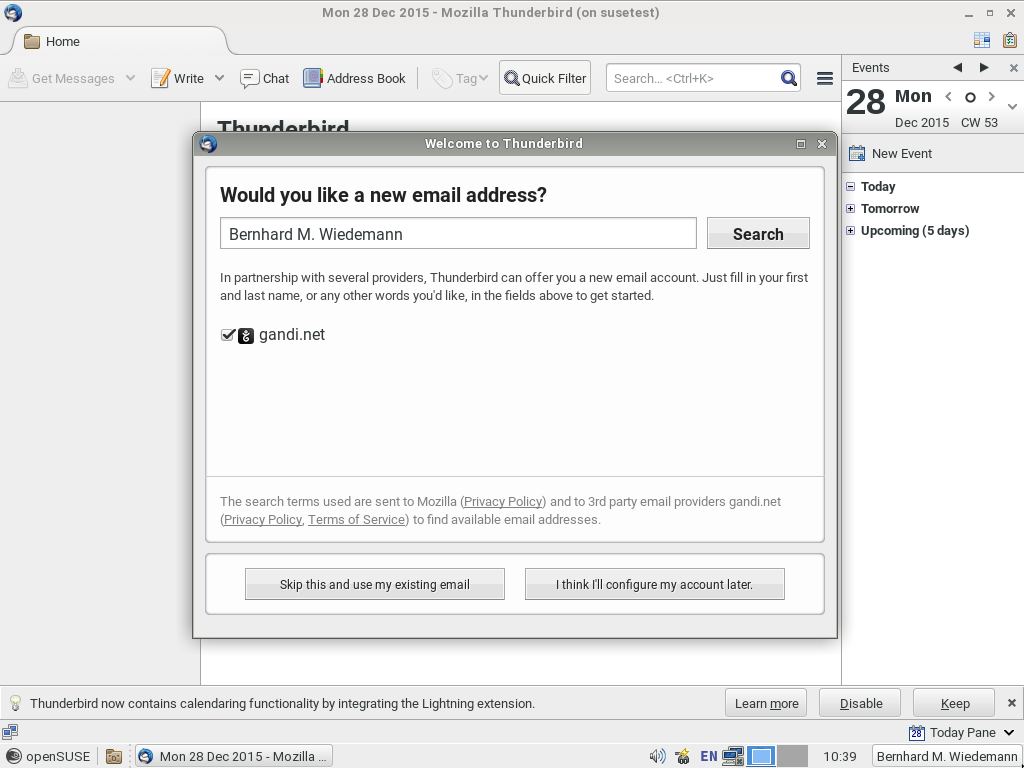 Mon 28 Dec 2015 - Mozilla Thunderbird (on susetest)
Home
Get Messages
Write
Chat
Address Book
Tag
Quick Filter
Search... <Ctrl+K>
Events
28
Mon
Dec 2015 CW 53
New Event
Today
Tomorrow
Upcoming (5 days)
Thunderbird
Welcome to Thunderbird
Would you like a new email address?
Bernhard M. Wiedemann
Search
In partnership with several providers, Thunderbird can offer you a new email account. Just fill in your first
and last name, or any other words you'd like, in the fields above to get started.
gandi.net
The search terms used are sent to Mozilla (Privacy Policy) and to 3rd party email providers gandi.net
(Privacy Policy, Terms of Service) to find available email addresses.
Skip this and use my existing email
I think I'll configure my account later.
Thunderbird now contains calendaring functionality by integrating the Lightning extension.
Learn more
Disable
Keep
28
Today Pane
openSUSE
Mon 28 Dec 2015 - Mozilla ...
EN
10:39
Bernhard M. Wiedemann